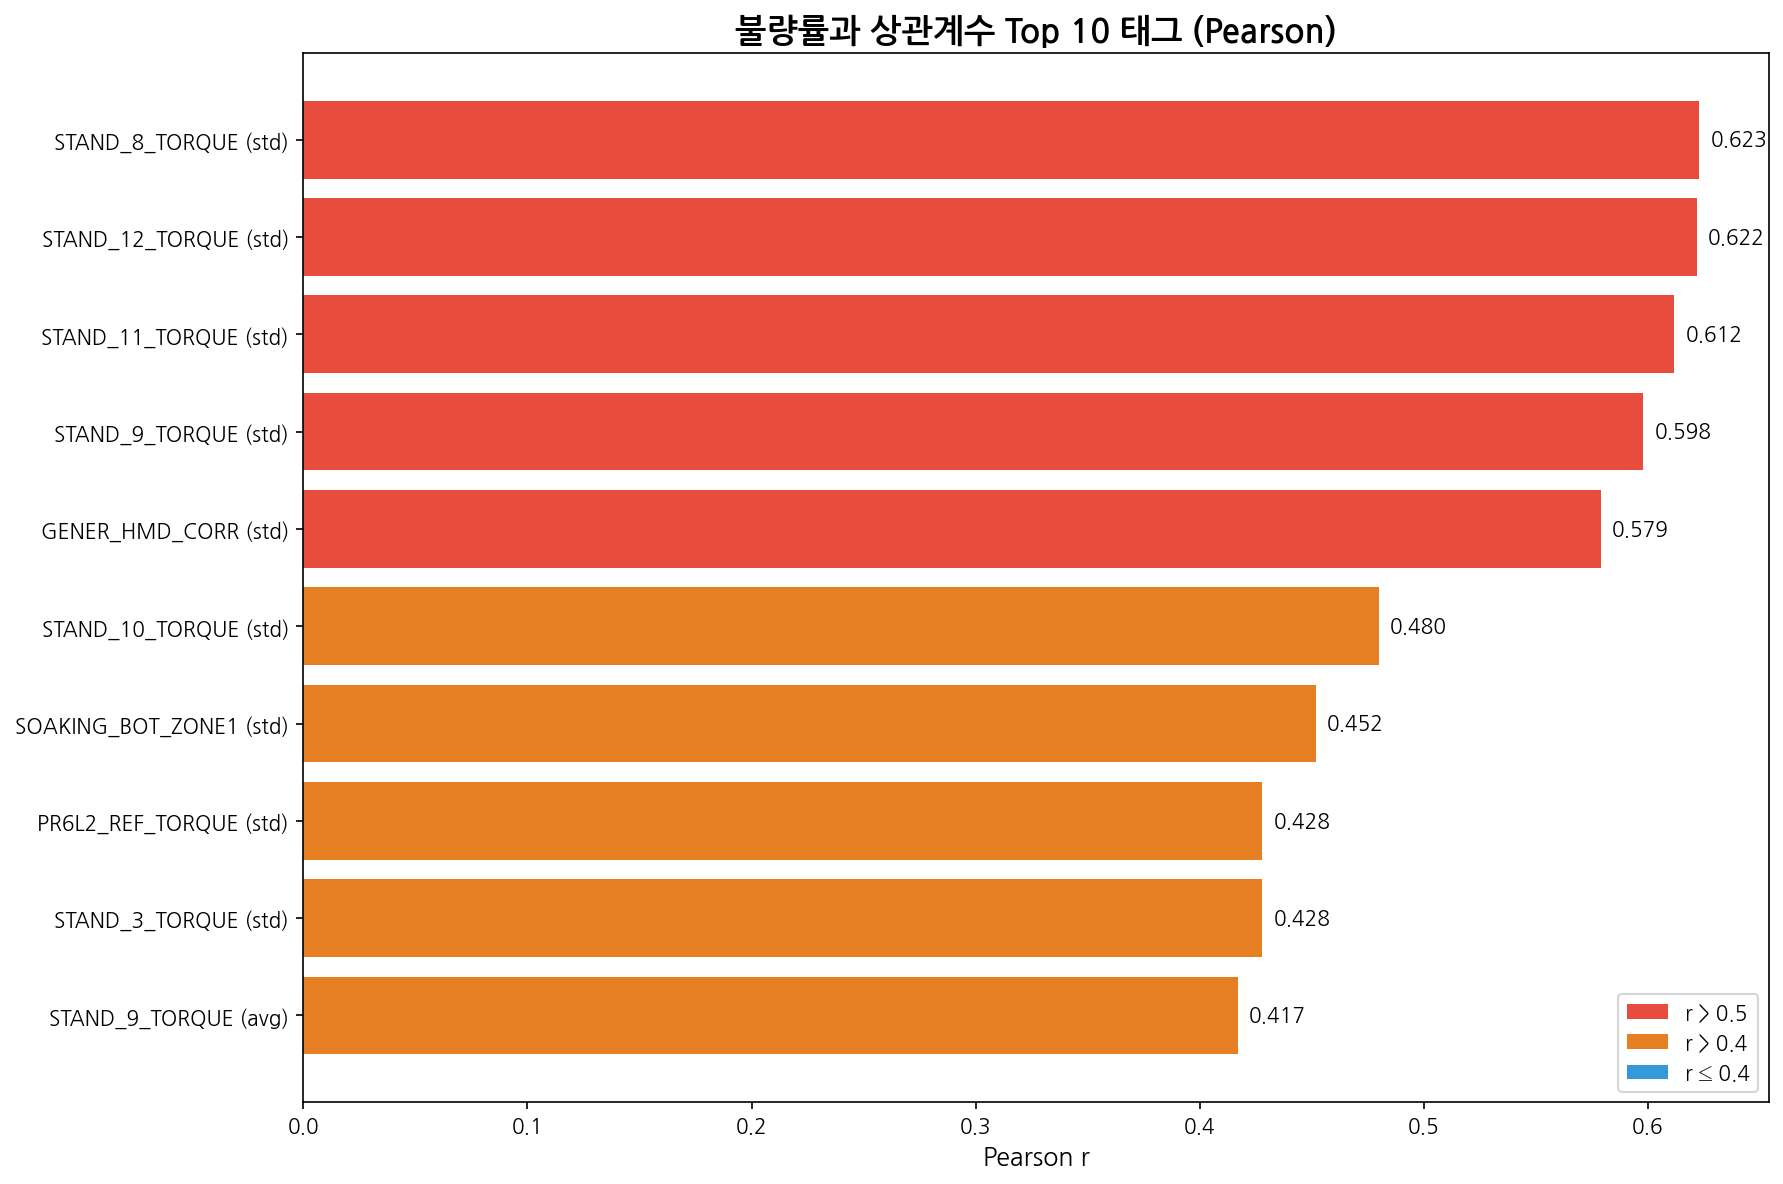 불량률과 상관계수 Top 10 태그 (Pearson)
STAND_8_TORQUE (std)
0.623
STAND_12_TORQUE (std)
0.622
STAND_11_TORQUE (std)
0.612
STAND_9_TORQUE (std)
0.598
GENER_HMD_CORR (std)
0.579
STAND_10_TORQUE (std)
0.480
SOAKING_BOT_ZONE1 (std)
0.452
PR6L2_REF_TORQUE (std)
0.428
STAND_3_TORQUE (std)
0.428
STAND_9_TORQUE (avg)
0.417
r > 0.5
r > 0.4
r ≤ 0.4
0.0 0.1 0.2 0.3 0.4 0.5 0.6
Pearson r